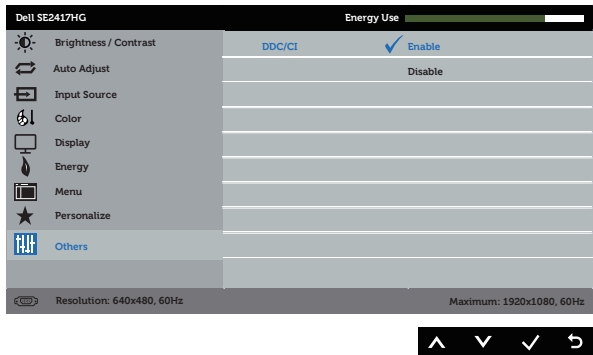 Dell SE2417HG Energy Use
Brightness / Contrast DDC/CI Enable
Auto Adjust Disable
Input Source
Color
Display
Energy
Menu
Personalize
Others
Resolution: 640x480, 60Hz Maximum: 1920x1080, 60Hz